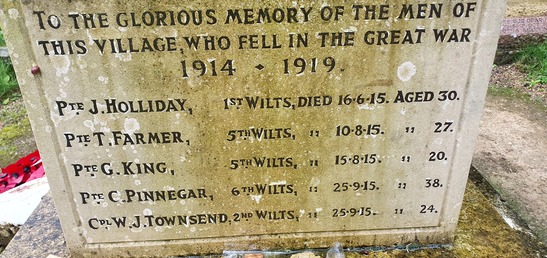 TO THE GLORIOUS MEMORY OF THE MEN OF
THIS VILLAGE, WHO FELL IN THE GREAT WAR
1914 ✦ 1919.
PTE J. HOLLIDAY, 1ST WILTS, DIED 16·6·15. AGED 30.
PTE T. FARMER, 5TH WILTS, " 10·8·15. " 27.
PTE G. KING, 5TH WILTS, " 15·8·15. " 20.
PTE C. PINNEGAR, 6TH WILTS, " 25·9·15. " 38.
CPL W. J. TOWNSEND, 2ND WILTS, " 25·9·15. " 24.